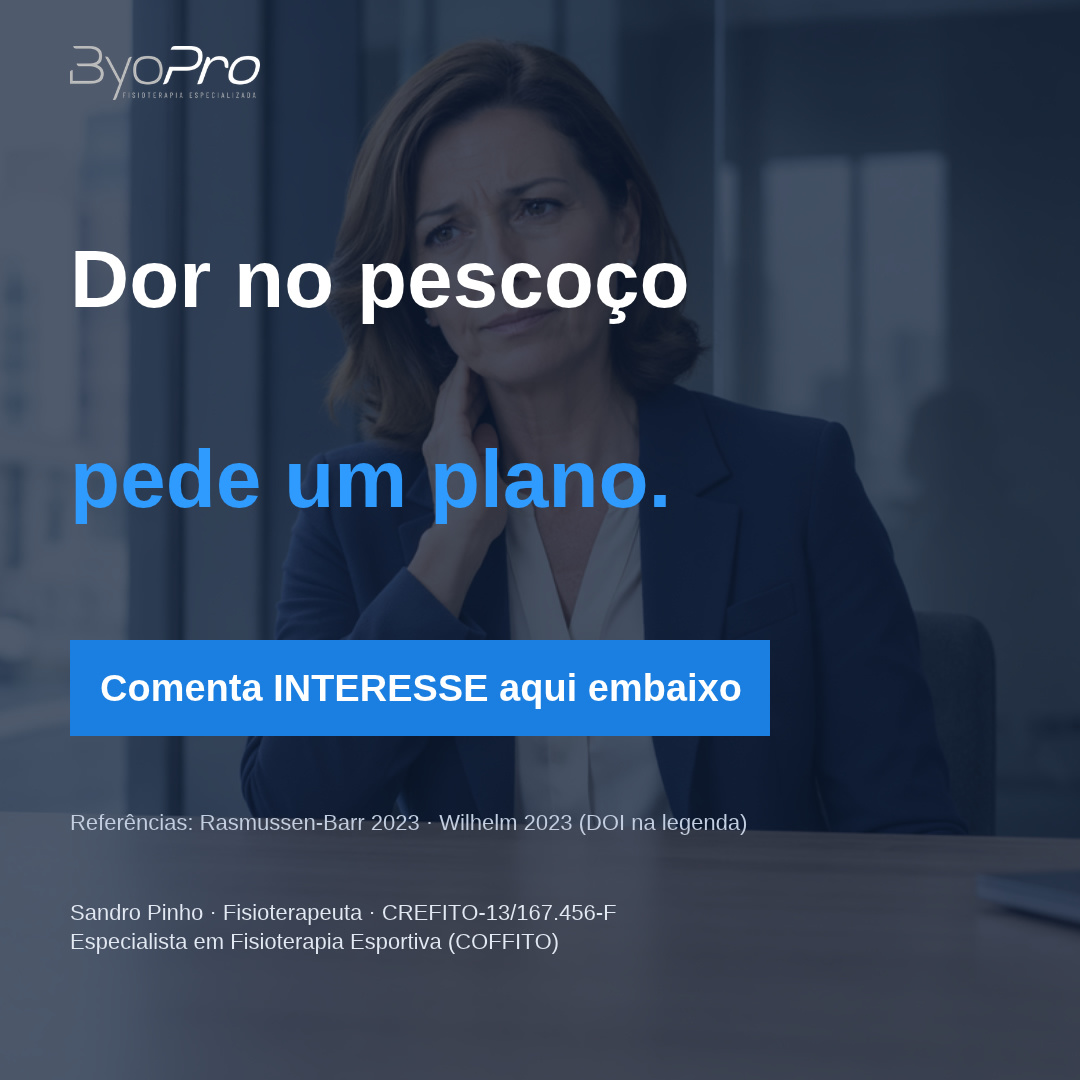 ByoPro
FISIOTERAPIA ESPECIALIZADA
Dor no pescoço
pede um plano.
Comenta INTERESSE aqui embaixo
Referências: Rasmussen-Barr 2023 · Wilhelm 2023 (DOI na legenda)
Sandro Pinho · Fisioterapeuta · CREFITO-13/167.456-F
Especialista em Fisioterapia Esportiva (COFFITO)